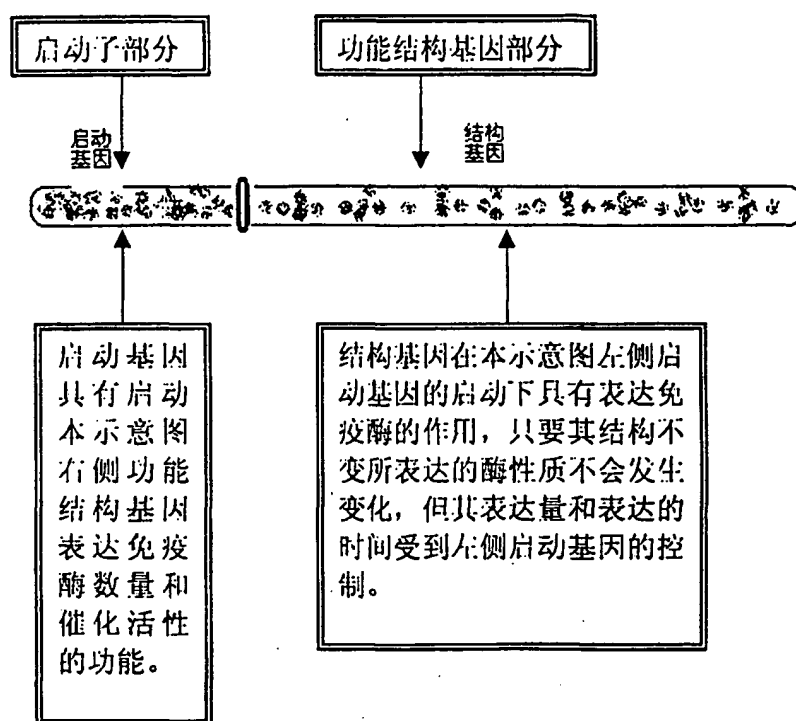 启动子部分
功能结构基因部分
启动
基因
结构
基因
启动基因
具有启动
本示意图
右侧功能
结构基因
表达免疫
酶数量和
催化活性
的功能。
结构基因在本示意图左侧启
动基因的启动下具有表达免
疫酶的作用，只要其结构不
变所表达的酶性质不会发生
变化，但其表达量和表达的
时间受到左侧启动基因的控
制。